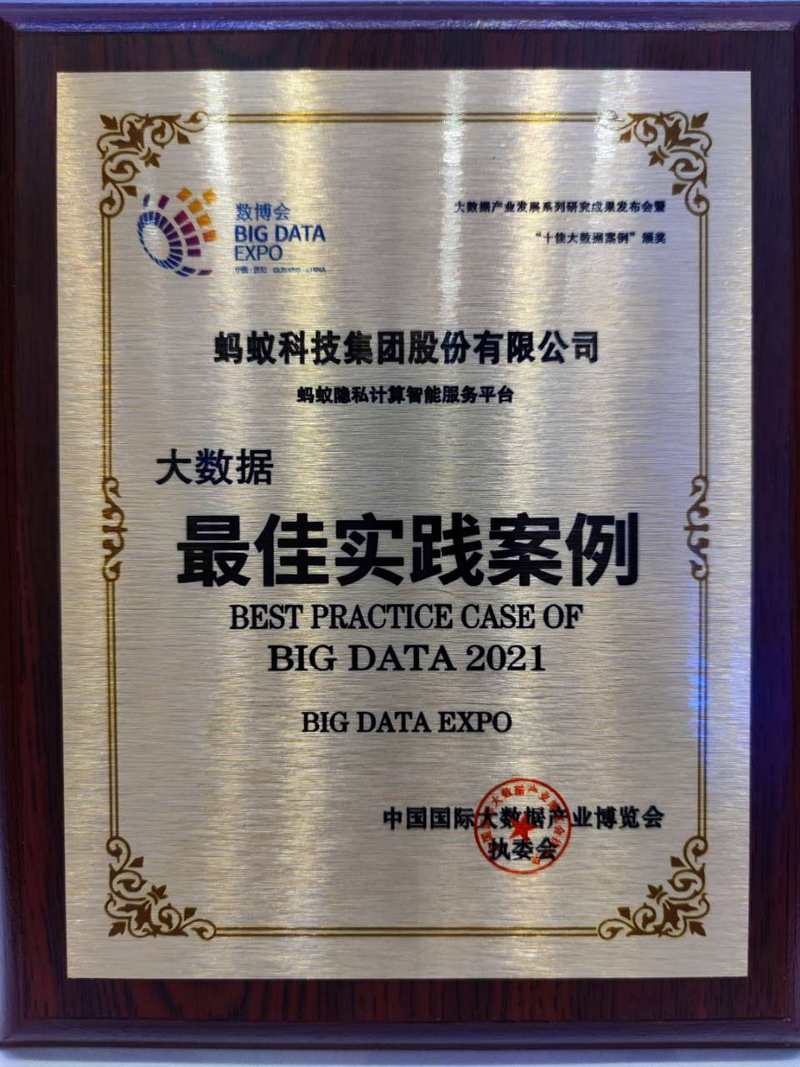 数博会
BIG DATA
EXPO
大数据产业发展系列研究成果发布会暨
“十佳大数据案例”颁奖
蚂蚁科技集团股份有限公司
蚂蚁隐私计算智能服务平台
大数据
最佳实践案例
BEST PRACTICE CASE OF
BIG DATA 2021
BIG DATA EXPO
中国国际大数据产业博览会
执委会